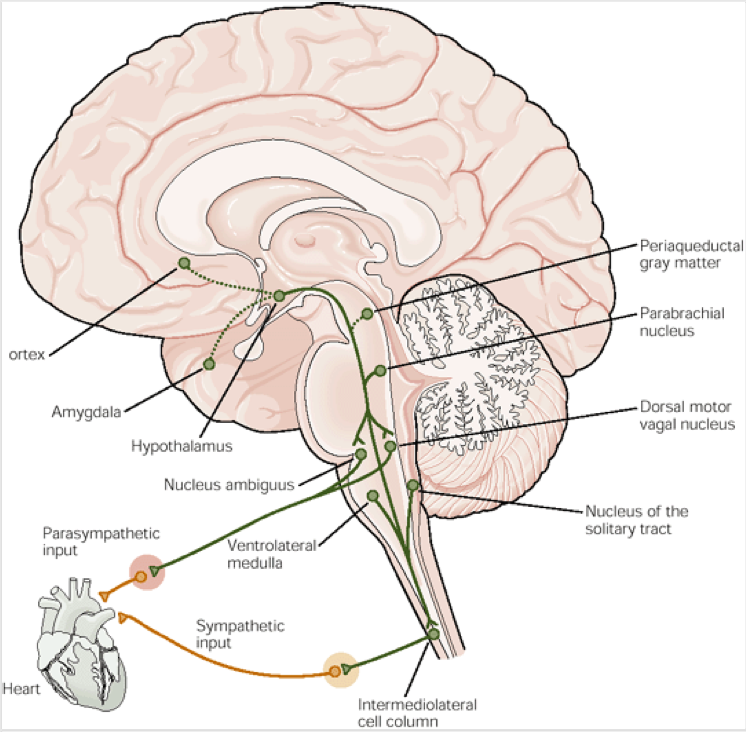 Periaqueductal
gray matter
Parabrachial
nucleus
ortex
Amygdala
Hypothalamus
Dorsal motor
vagal nucleus
Nucleus ambiguus
Nucleus of the
solitary tract
Parasympathetic
input
Ventrolateral
medulla
Sympathetic
input
Heart
Intermediolateral
cell column